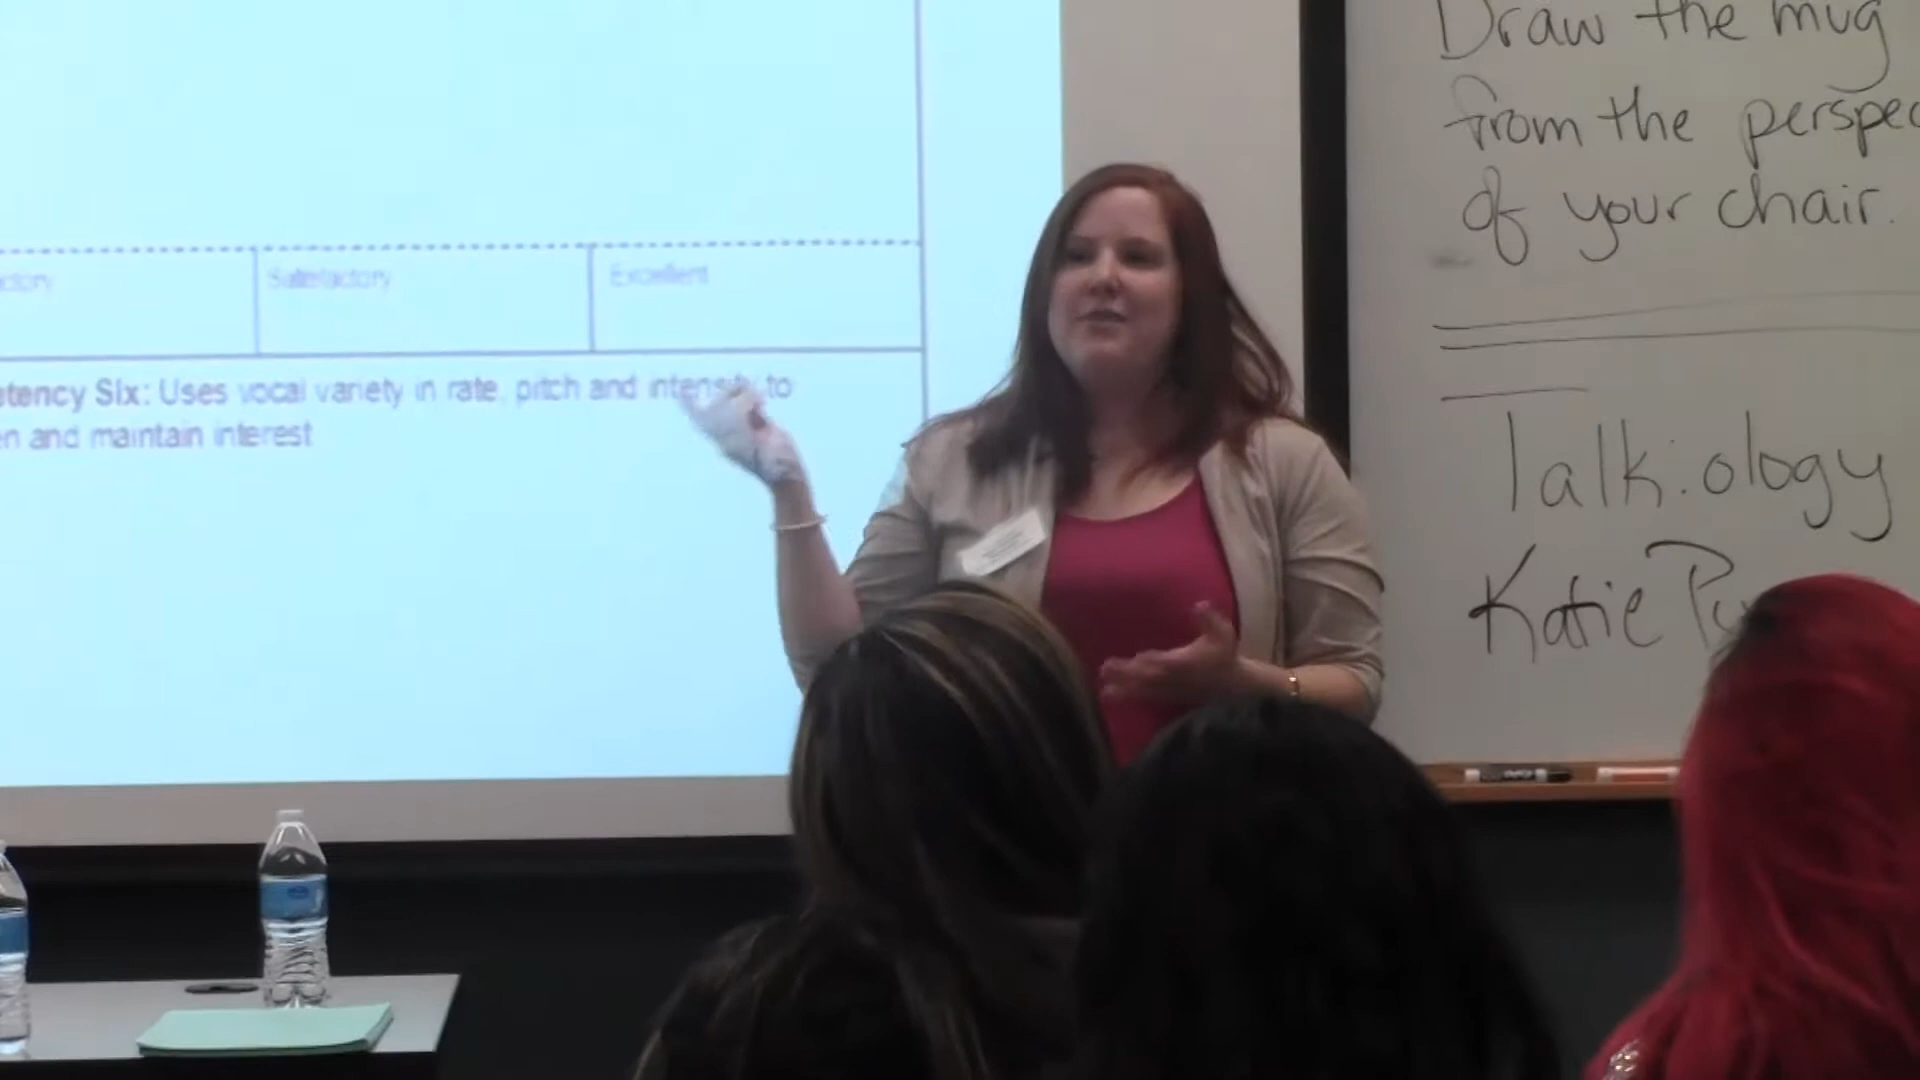 Satisfactory
Excellent
tency Six: Uses vocal variety in rate, pitch and intensity to
en and maintain interest
Draw the mug
from the perspec
of your chair.
Talk:ology
Katie